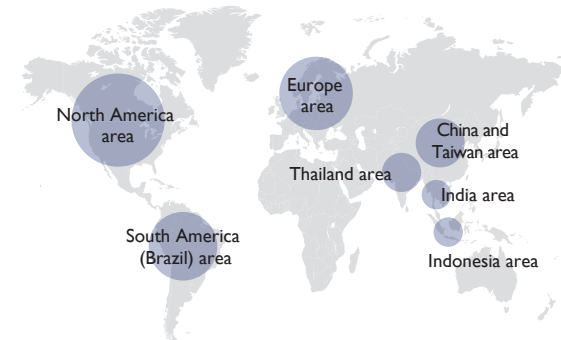 North America
area
Europe
area
China and
Taiwan area
Thailand area
India area
South America
(Brazil) area
Indonesia area